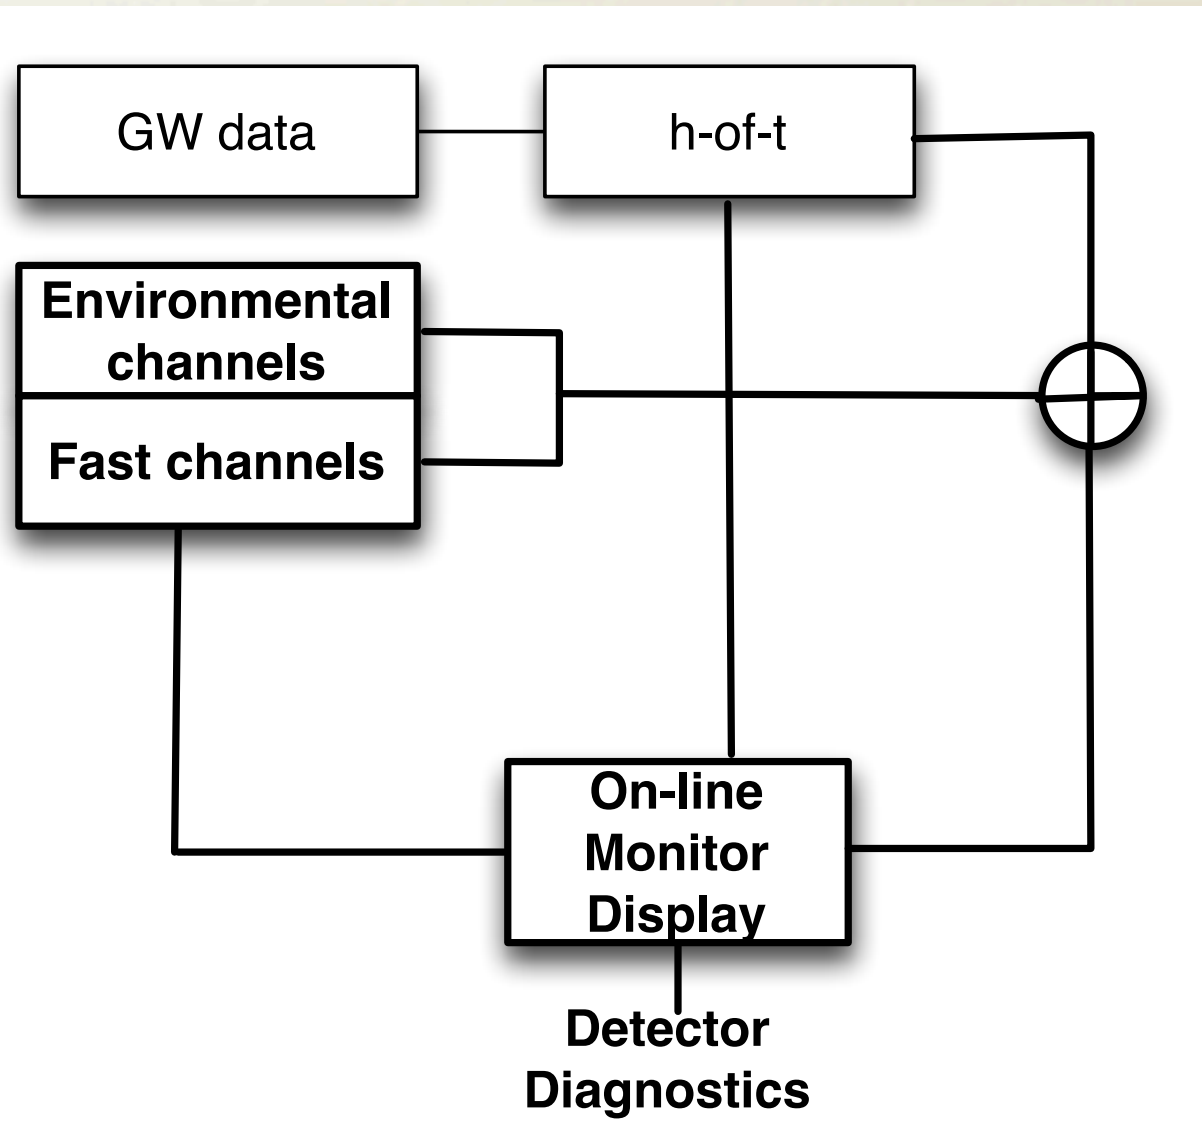 GW data
h-of-t
Environmental
channels
Fast channels
On-line
Monitor
Display
Detector
Diagnostics